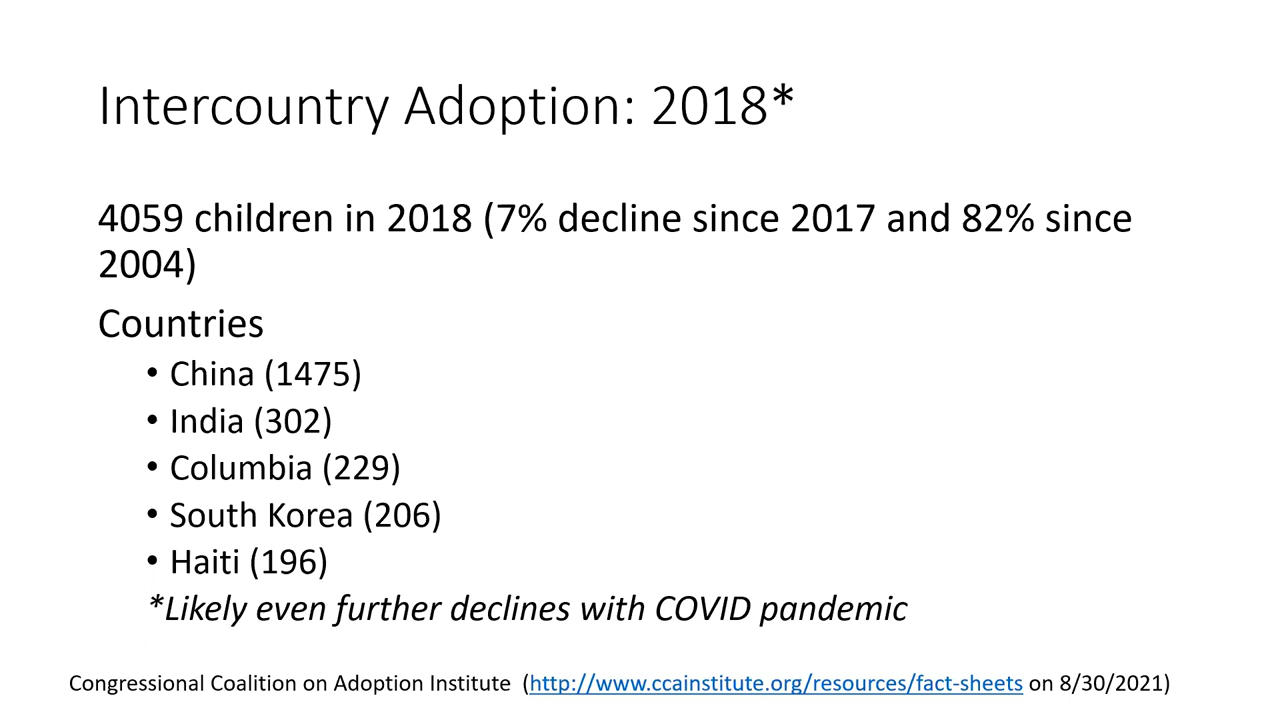 Intercountry Adoption: 2018*
4059 children in 2018 (7% decline since 2017 and 82% since
2004)
Countries
• China (1475)
• India (302)
• Columbia (229)
• South Korea (206)
• Haiti (196)
*Likely even further declines with COVID pandemic
Congressional Coalition on Adoption Institute (http://www.ccainstitute.org/resources/fact-sheets on 8/30/2021)